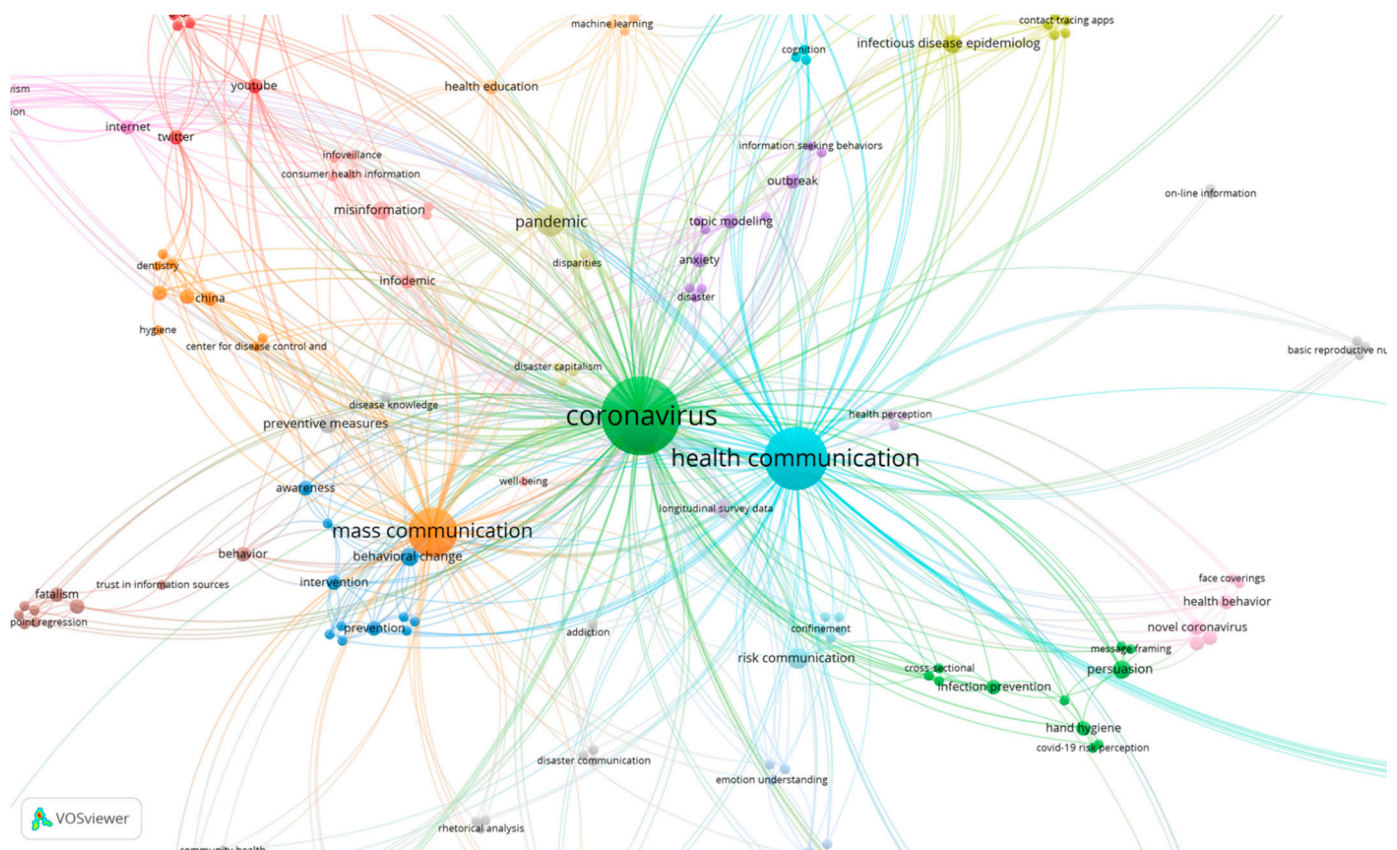 machine learning
contact tracing apps
cognition
infectious disease epidemiolog
youtube
health education
vism
ion
internet
twitter
infoveillance
information seeking behaviors
consumer health information
outbreak
on-line information
misinformation
pandemic
topic modeling
dentistry
disparities
anxiety
infodemic
china
disaster
hygiene
center for disease control and
basic reproductive nu
disaster capitalism
disease knowledge
coronavirus
health perception
preventive measures
health communication
well-being
awareness
longitudinal survey data
mass communication
behavior
behavioral change
trust in information sources
intervention
face coverings
fatalism
health behavior
point regression
prevention
addiction
confinement
novel coronavirus
message framing
risk communication
cross-sectional
persuasion
infection prevention
hand hygiene
covid-19 risk perception
disaster communication
emotion understanding
VOSviewer
rhetorical analysis
community health